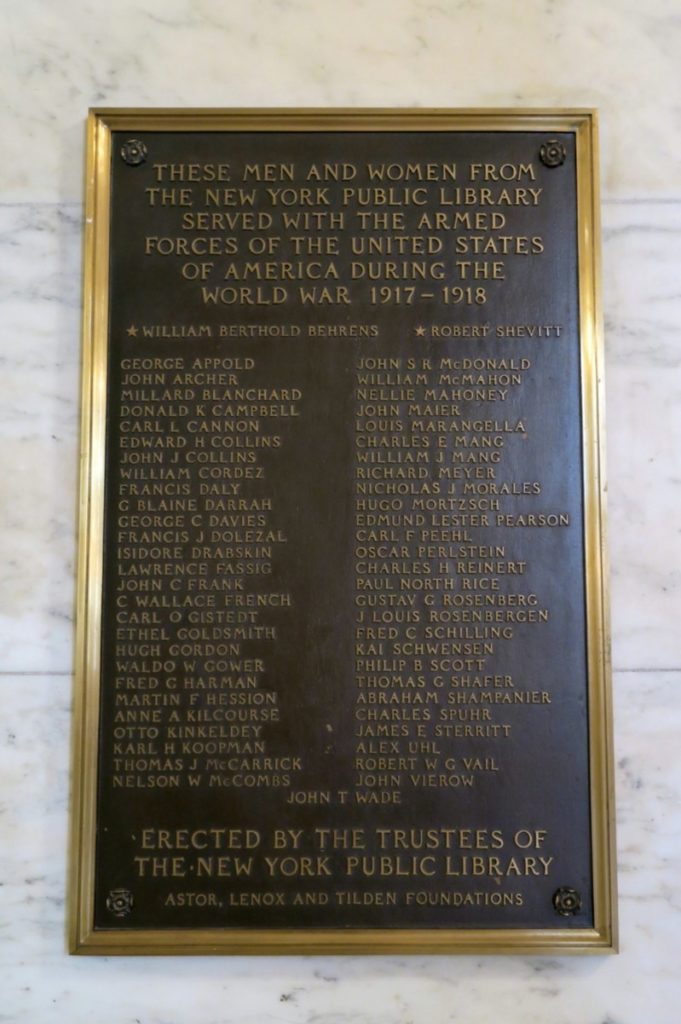 THESE MEN AND WOMEN FROM
THE NEW YORK PUBLIC LIBRARY
SERVED WITH THE ARMED
FORCES OF THE UNITED STATES
OF AMERICA DURING THE
WORLD WAR 1917-1918
★WILLIAM BERTHOLD BEHRENS ★ROBERT SHEVITT
GEORGE APPOLD
JOHN ARCHER
MILLARD BLANCHARD
DONALD K CAMPBELL
CARL L CANNON
EDWARD H COLLINS
JOHN J COLLINS
WILLIAM CORDEZ
FRANCIS DALY
G BLAINE DARRAH
GEORGE C DAVIES
FRANCIS J DOLEZAL
ISIDORE DRABSKIN
LAWRENCE FASSIG
JOHN C FRANK
C WALLACE FRENCH
CARL O GISTEDT
ETHEL GOLDSMITH
HUGH GORDON
WALDO W GOWER
FRED G HARMAN
MARTIN F HESSION
ANNE A KILCOURSE
OTTO KINKELDEY
KARL H KOOPMAN
THOMAS J McCARRICK
NELSON W McCOMBS
JOHN S R McDONALD
WILLIAM McMAHON
NELLIE MAHONEY
JOHN MAIER
LOUIS MARANGELLA
CHARLES E MANG
WILLIAM J MANG
RICHARD MEYER
NICHOLAS J MORALES
HUGO MORTZSCH
EDMUND LESTER PEARSON
CARL F PEEHL
OSCAR PERLSTEIN
CHARLES H REINERT
PAUL NORTH RICE
GUSTAV G ROSENBERG
J LOUIS ROSENBERGEN
FRED C SCHILLING
KAI SCHWENSEN
PHILIP B SCOTT
THOMAS G SHAFER
ABRAHAM SHAMPANIER
CHARLES SPUHR
JAMES E STERRITT
ALEX UHL
ROBERT W G VAIL
JOHN VIEROW
JOHN T WADE
ERECTED BY THE TRUSTEES OF
THE·NEW YORK PUBLIC LIBRARY
ASTOR, LENOX AND TILDEN FOUNDATIONS